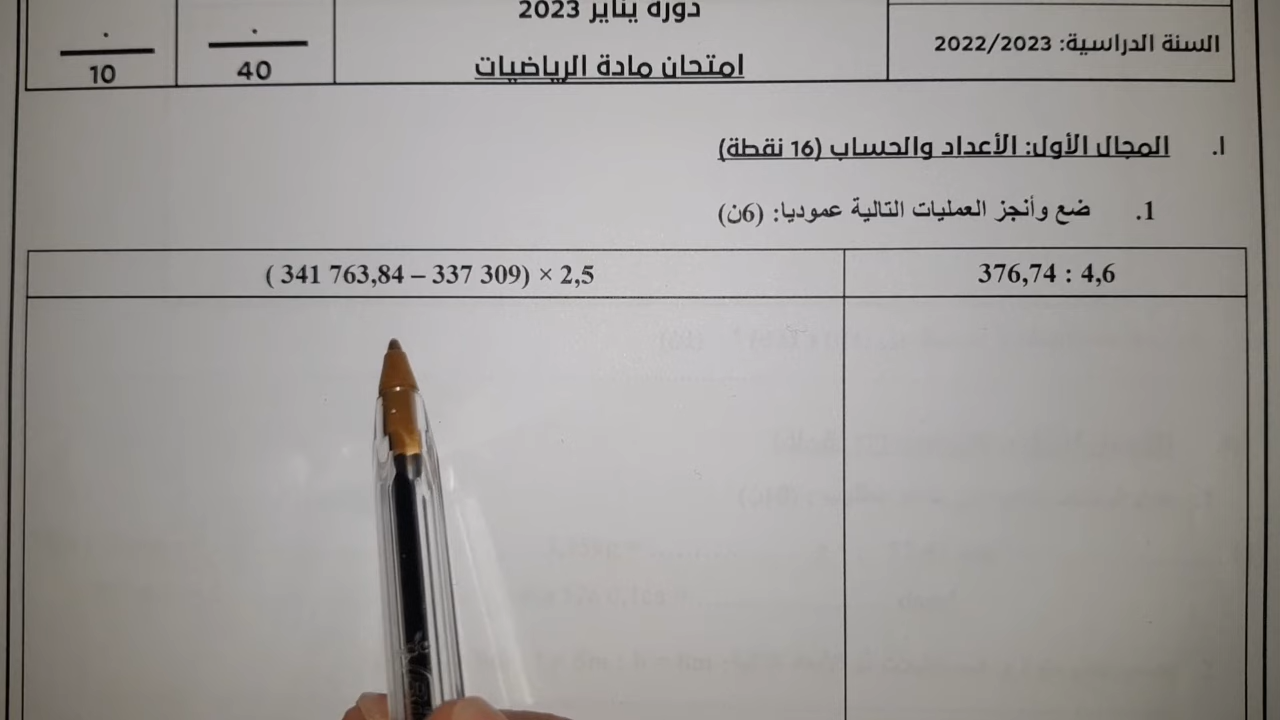 دورة يناير 2023
امتحان مادة الرياضيات
السنة الدراسية: 2022/2023
40
10
I. المجال الأول: الأعداد والحساب (16 نقطة)
1. ضع وأنجز العمليات التالية عموديا: (6ن)
( 341 763,84 – 337 309) × 2,5
376,74 : 4,6